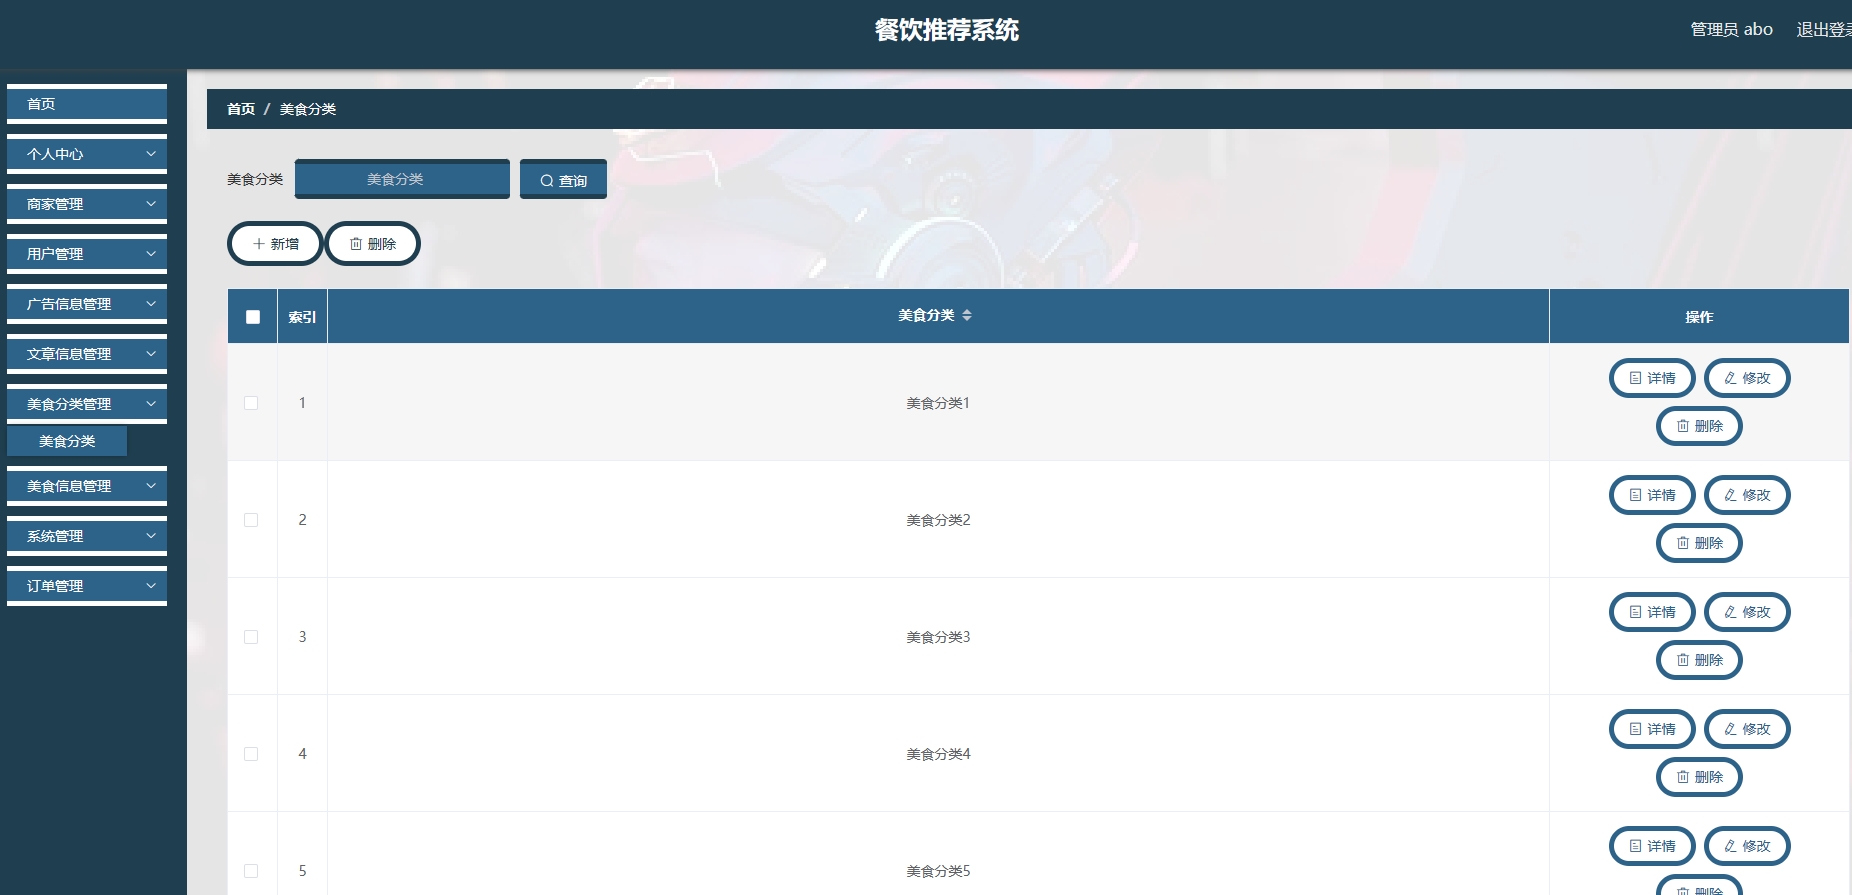 餐饮推荐系统
管理员 abo 退出登录
首页
个人中心
商家管理
用户管理
广告信息管理
文章信息管理
美食分类管理
美食分类
美食信息管理
系统管理
订单管理
首页 / 美食分类
美食分类 美食分类 查询
新增 删除
索引 美食分类 操作
1 美食分类1 详情 修改
删除
2 美食分类2 详情 修改
删除
3 美食分类3 详情 修改
删除
4 美食分类4 详情 修改
删除
5 美食分类5 详情 修改
删除